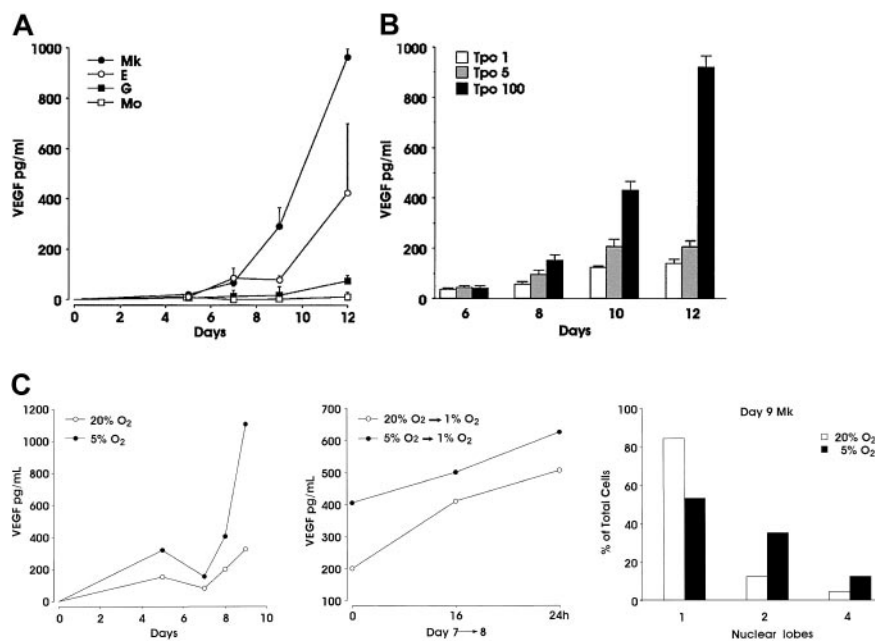 A
1000
800
600
400
200
0
VEGF pg/ml
Mk
E
G
Mo
0 2 4 6 8 10 12
Days
B
1000
800
600
400
200
0
VEGF pg/ml
Tpo 1
Tpo 5
Tpo 100
6 8 10 12
Days
C
1200
1000
800
600
400
200
00
VEGF pg/mL
20% O₂
5% O₂
0 2 4 6 8 10
Days
700
600
500
400
300
200
100
VEGF pg/mL
20% O₂ → 1% O₂
5% O₂ → 1% O₂
0 16 24h
Day 7 → 8
Day 9 Mk
100
80
60
40
20
0
% of Total Cells
20% O₂
5% O₂
1 2 4
Nuclear lobes